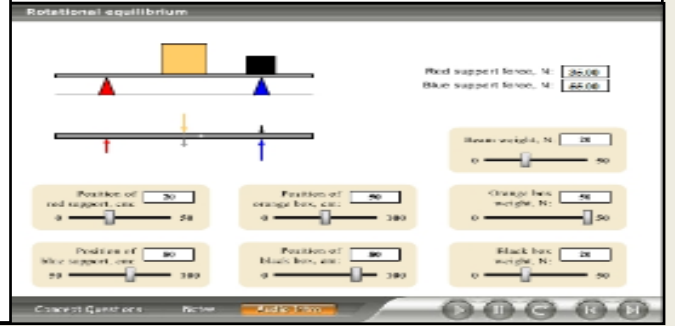 Rotational equilibrium
Red support force, N: 36.00
Blue support force, N:
Beam weight, N
0 50
Position of
red support, cm:
20
0 50
Position of
orange box, cm:
50
0 100
Orange box
weight, N:
50
0 50
Position of
blue support, cm:
80
50 100
Position of
black box, cm:
80
0 100
Black box
weight, N:
20
0 50
Concept Questions Notes Audio Intro